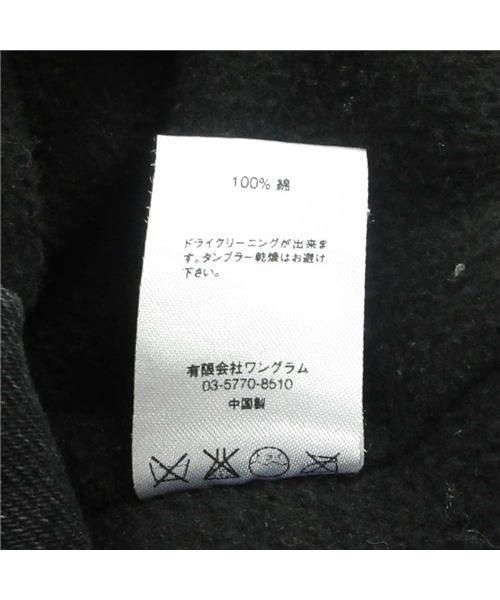 100% 綿
ドライクリーニングが出来ま
す。タンブラー乾燥はお避け
下さい。
有限会社ワングラム
03-5770-8510
中国製